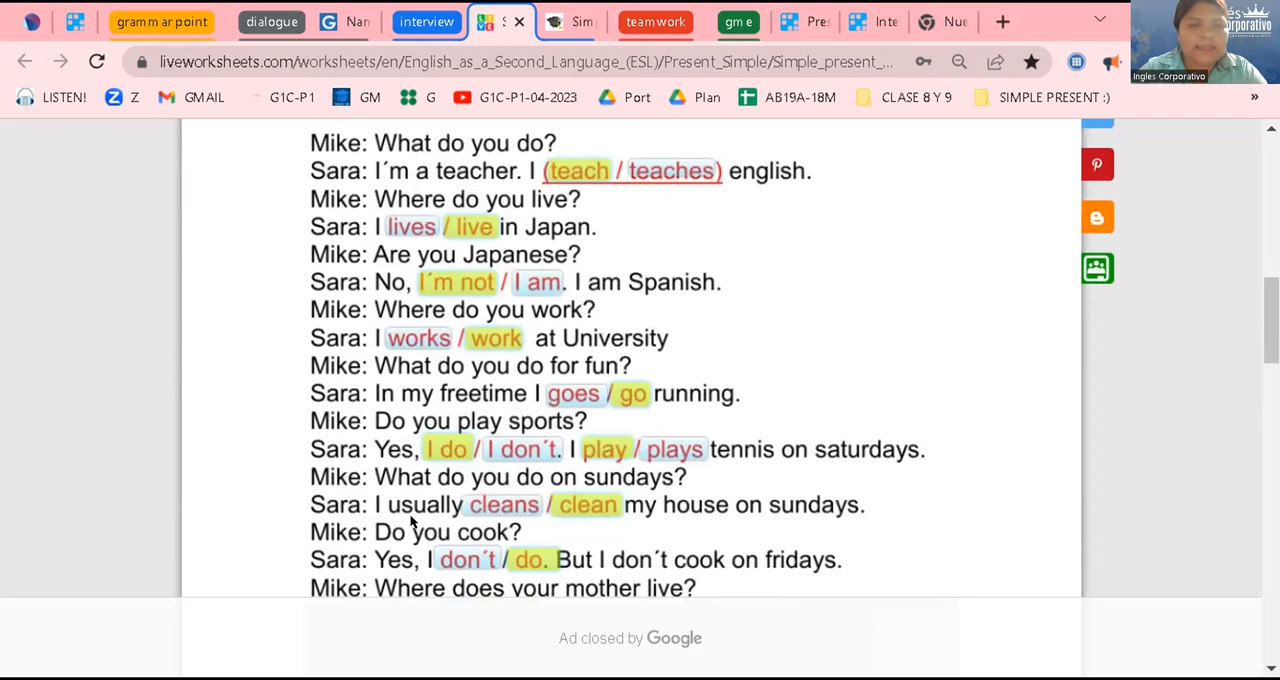 grammar point dialogue Nar interview S Sim teamwork gm e Pres Inte Nue
liveworksheets.com/worksheets/en/English_as_a_Second_Language_(ESL)/Present_Simple/Simple_present_...
Ingles Corporativo
LISTEN! Z GMAIL G1C-P1 GM G G1C-P1-04-2023 Port Plan AB19A-18M CLASE 8 Y 9 SIMPLE PRESENT :) »
Mike: What do you do?
Sara: I´m a teacher. I (teach / teaches) english.
Mike: Where do you live?
Sara: I lives / live in Japan.
Mike: Are you Japanese?
Sara: No, I´m not / I am. I am Spanish.
Mike: Where do you work?
Sara: I works / work at University
Mike: What do you do for fun?
Sara: In my freetime I goes / go running.
Mike: Do you play sports?
Sara: Yes, I do / I don´t. I play / plays tennis on saturdays.
Mike: What do you do on sundays?
Sara: I usually cleans / clean my house on sundays.
Mike: Do you cook?
Sara: Yes, I don´t / do. But I don´t cook on fridays.
Mike: Where does your mother live?
Ad closed by Google